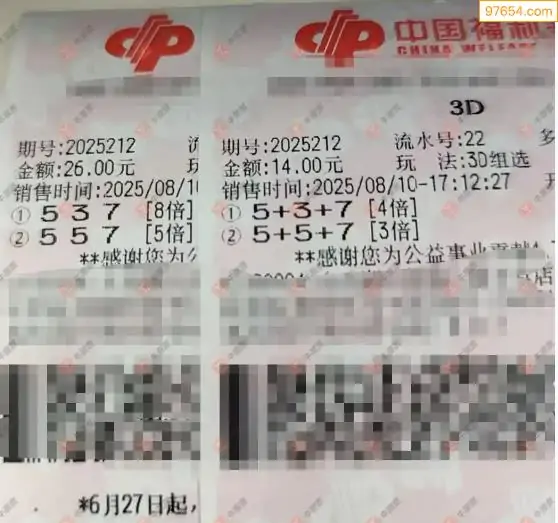 97654.com
中国福利
CHINA WELFARE
3D
期号:2025212
金额:26.00元
销售时间:2025/08/10
① 5 3 7 [8倍]
② 5 5 7 [5倍]
**感谢您为公
*6月27日起，
期号:2025212 流水号:22
金额:14.00元 玩 法:3D组选
销售时间:2025/08/10-17:12:27
① 5+3+7 [4倍]
② 5+5+7 [3倍]
**感谢您为公益事业贡献